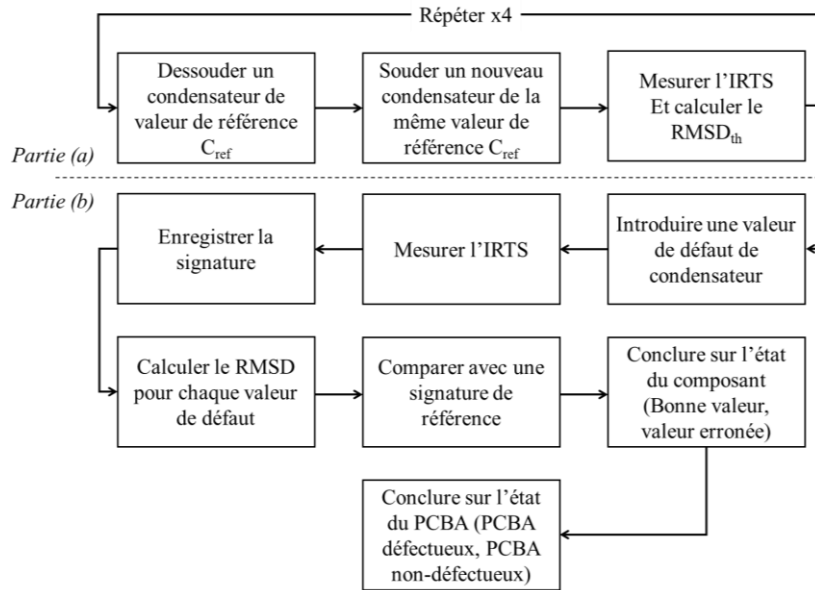 Répéter x4
Dessouder un
condensateur de
valeur de référence
C_ref
Souder un nouveau
condensateur de la
même valeur de
référence C_ref
Mesurer l’IRTS
Et calculer le
RMSD_th
Partie (a)
Partie (b)
Enregistrer la
signature
Mesurer l’IRTS
Introduire une valeur
de défaut de
condensateur
Calculer le RMSD
pour chaque valeur
de défaut
Comparer avec une
signature de
référence
Conclure sur l’état
du composant
(Bonne valeur,
valeur erronée)
Conclure sur l’état
du PCBA (PCBA
défectueux, PCBA
non-défectueux)